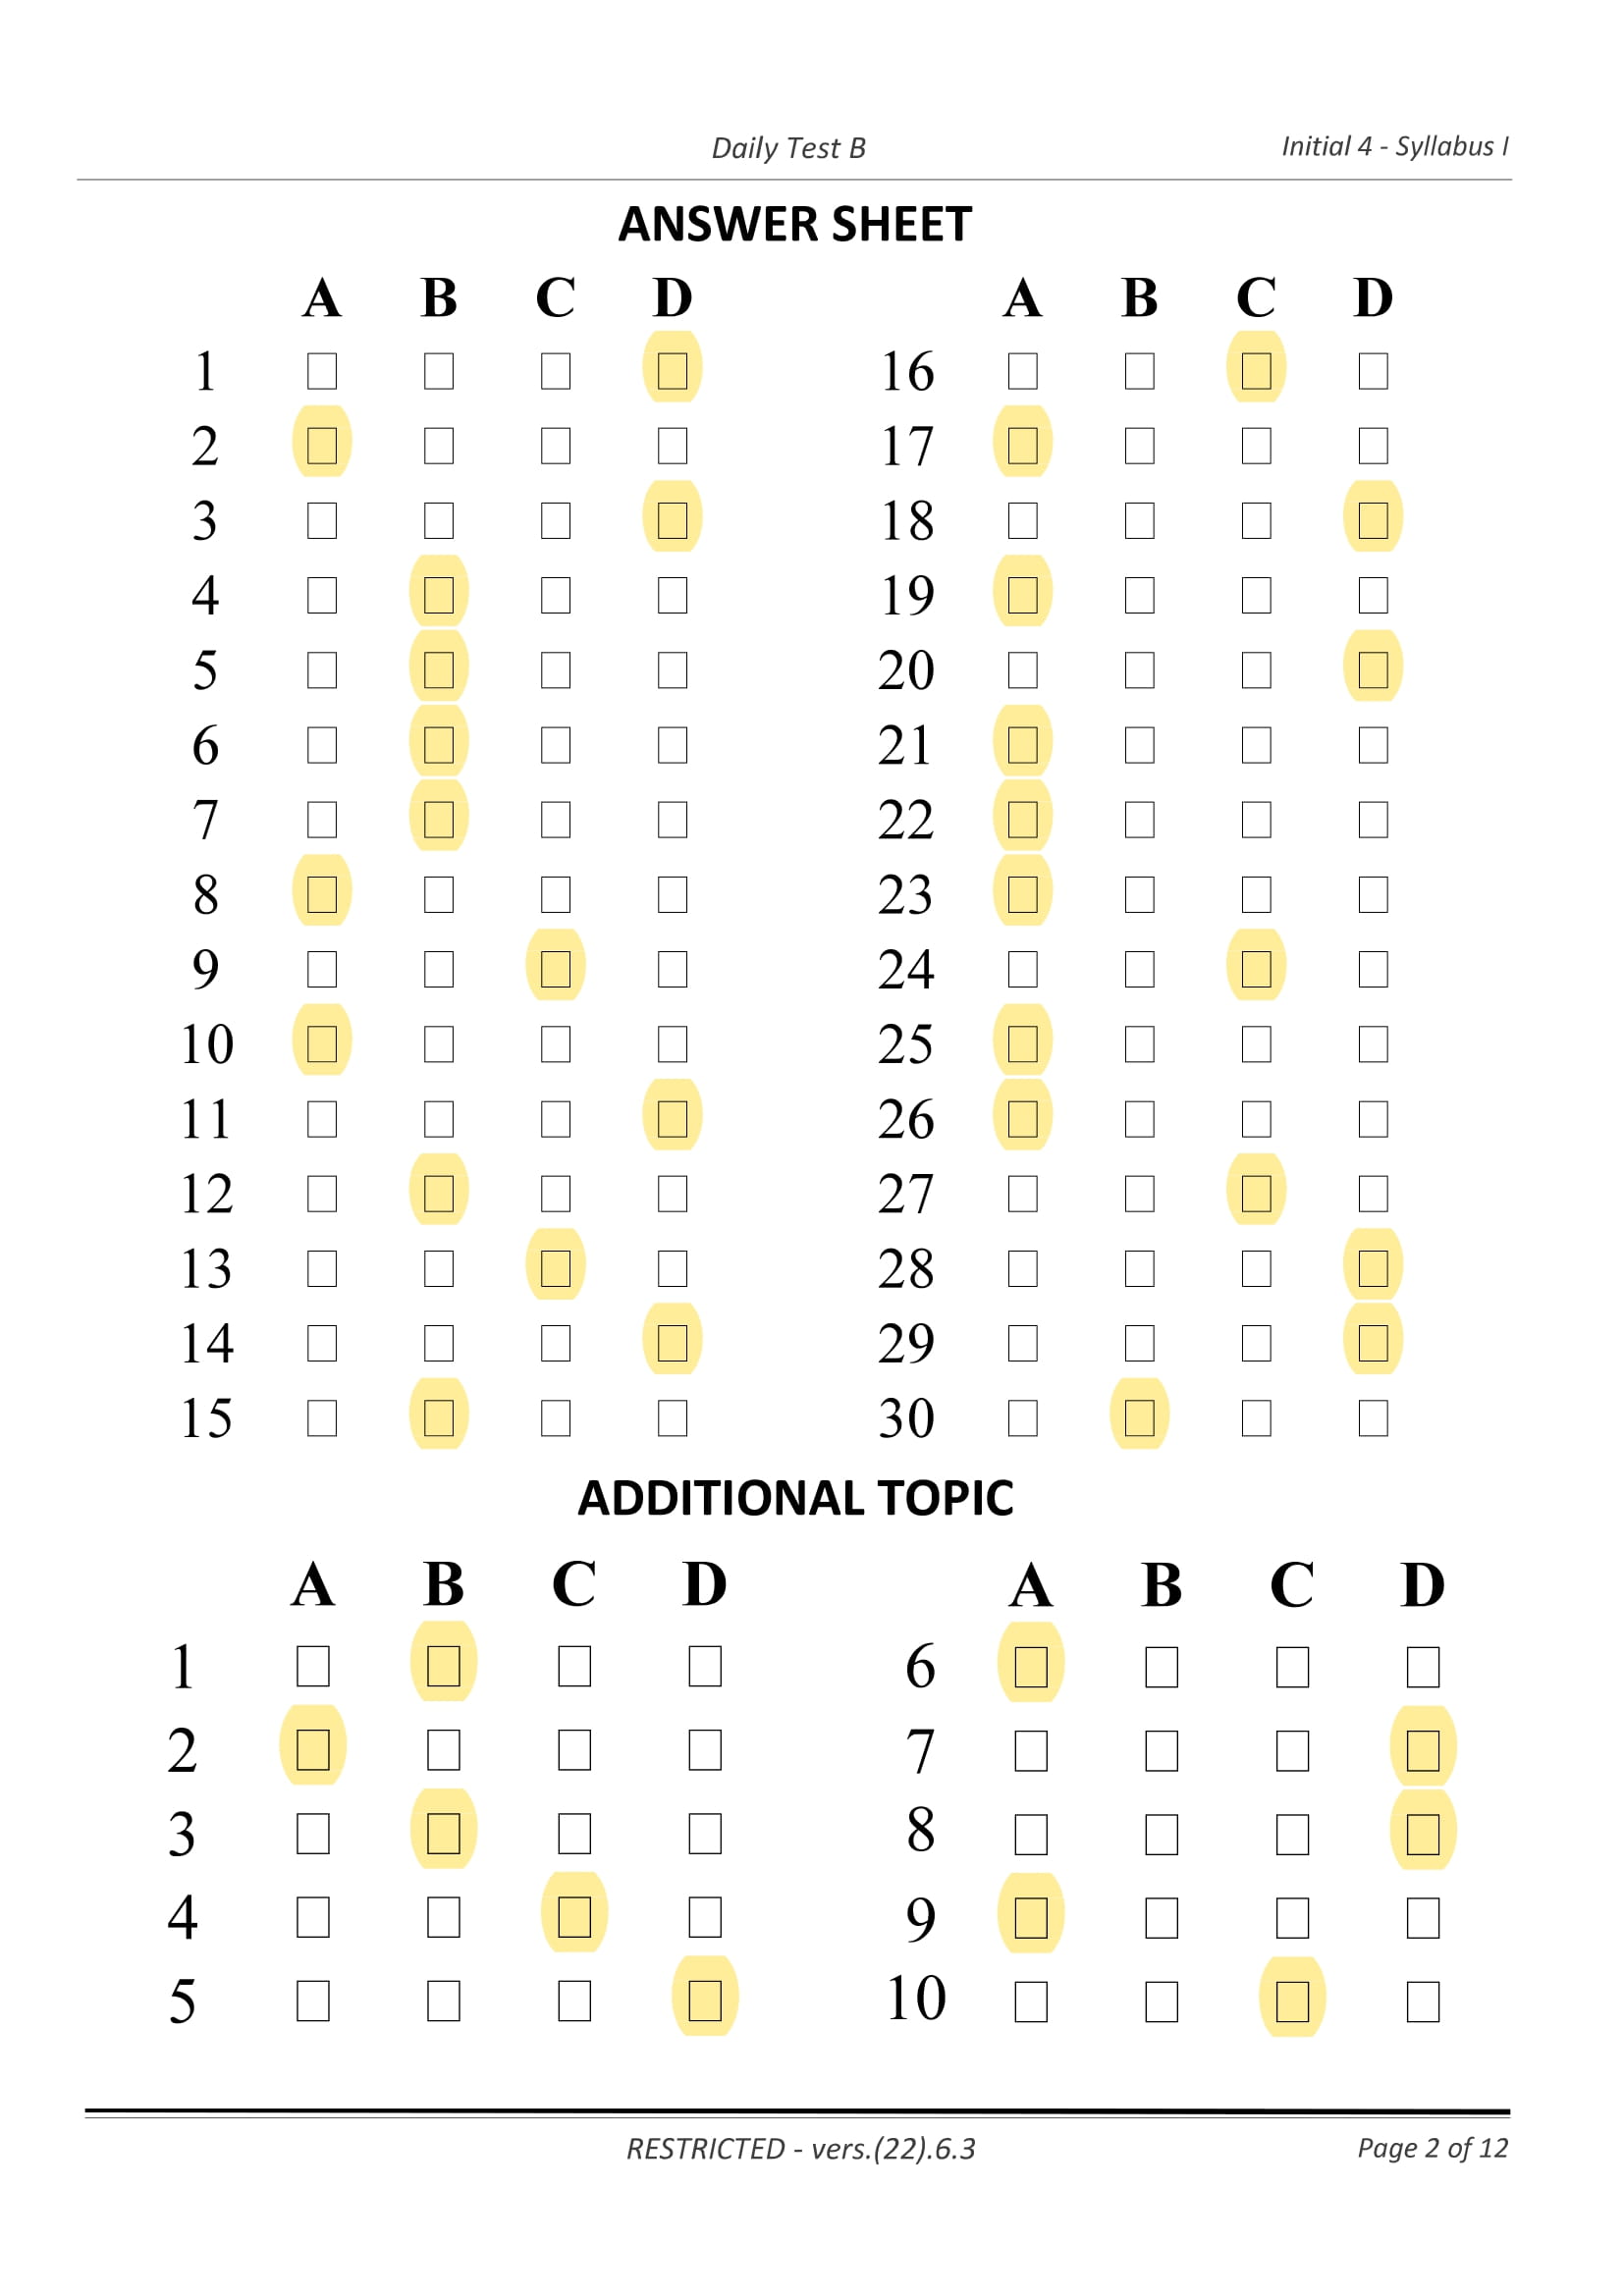 Daily Test B Initial 4 - Syllabus I
ANSWER SHEET
A B C D A B C D
1 □ □ □ □ 16 □ □ □ □
2 □ □ □ □ 17 □ □ □ □
3 □ □ □ □ 18 □ □ □ □
4 □ □ □ □ 19 □ □ □ □
5 □ □ □ □ 20 □ □ □ □
6 □ □ □ □ 21 □ □ □ □
7 □ □ □ □ 22 □ □ □ □
8 □ □ □ □ 23 □ □ □ □
9 □ □ □ □ 24 □ □ □ □
10 □ □ □ □ 25 □ □ □ □
11 □ □ □ □ 26 □ □ □ □
12 □ □ □ □ 27 □ □ □ □
13 □ □ □ □ 28 □ □ □ □
14 □ □ □ □ 29 □ □ □ □
15 □ □ □ □ 30 □ □ □ □
ADDITIONAL TOPIC
A B C D A B C D
1 □ □ □ □ 6 □ □ □ □
2 □ □ □ □ 7 □ □ □ □
3 □ □ □ □ 8 □ □ □ □
4 □ □ □ □ 9 □ □ □ □
5 □ □ □ □ 10 □ □ □ □
RESTRICTED - vers.(22).6.3 Page 2 of 12